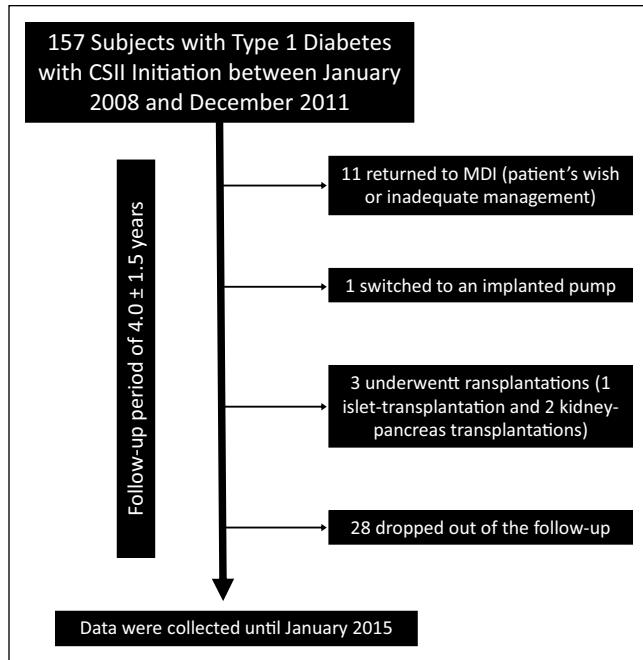 157 Subjects with Type 1 Diabetes
with CSII Initiation between January
2008 and December 2011
Follow-up period of 4.0 ± 1.5 years
11 returned to MDI (patient's wish
or inadequate management)
1 switched to an implanted pump
3 underwentt ransplantations (1
islet-transplantation and 2 kidney-
pancreas transplantations)
28 dropped out of the follow-up
Data were collected until January 2015